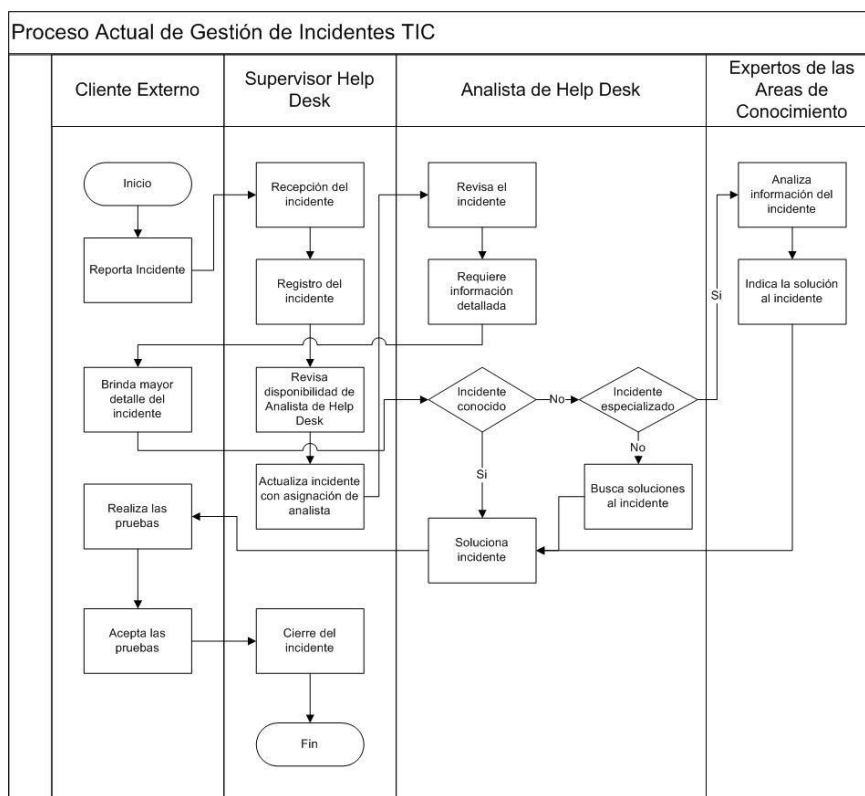 Proceso Actual de Gestión de Incidentes TIC
Cliente Externo
Supervisor Help
Desk
Analista de Help Desk
Expertos de las
Areas de
Conocimiento
Inicio
Reporta Incidente
Recepción del
incidente
Registro del
incidente
Revisa el
incidente
Requiere
información
detallada
Analiza
información del
incidente
Indica la solución
al incidente
Si
Brinda mayor
detalle del
incidente
Revisa
disponibilidad de
Analista de Help
Desk
Incidente
conocido
No
Incidente
especializado
No
Si
Actualiza incidente
con asignación de
analista
Busca soluciones
al incidente
Realiza las
pruebas
Soluciona
incidente
Acepta las
pruebas
Cierre del
incidente
Fin